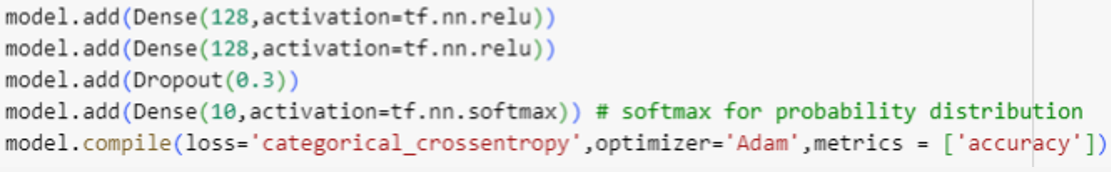 model.add(Dense(128,activation=tf.nn.relu))
model.add(Dense(128,activation=tf.nn.relu))
model.add(Dropout(0.3))
model.add(Dense(10,activation=tf.nn.softmax)) # softmax for probability distribution
model.compile(loss='categorical_crossentropy',optimizer='Adam',metrics = ['accuracy'])